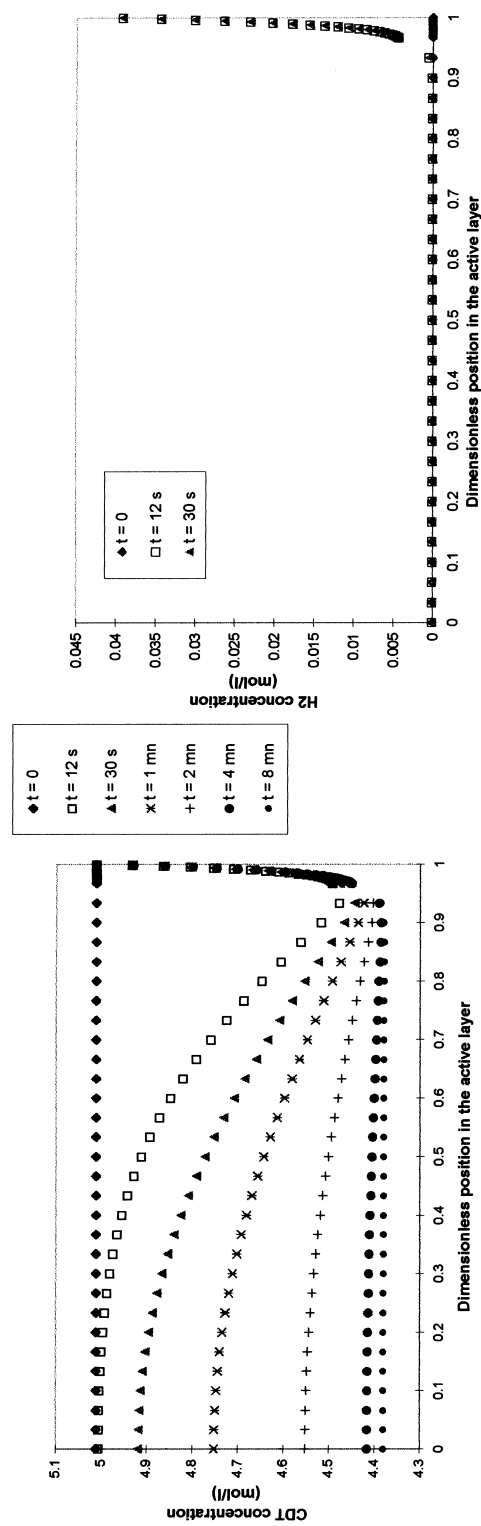 CDT concentration
(mol/l)
5.1
5
4.9
4.8
4.7
4.6
4.5
4.4
4.3
0
0.1
0.2
0.3
0.4
0.5
0.6
0.7
0.8
0.9
1
Dimensionless position in the active layer
t = 0
t = 12 s
t = 30 s
t = 1 mn
t = 2 mn
t = 4 mn
t = 8 mn
H2 concentration
(mol/l)
0.045
0.04
0.035
0.03
0.025
0.02
0.015
0.01
0.005
0
0
0.1
0.2
0.3
0.4
0.5
0.6
0.7
0.8
0.9
1
Dimensionless position in the active layer
t = 0
t = 12 s
t = 30 s